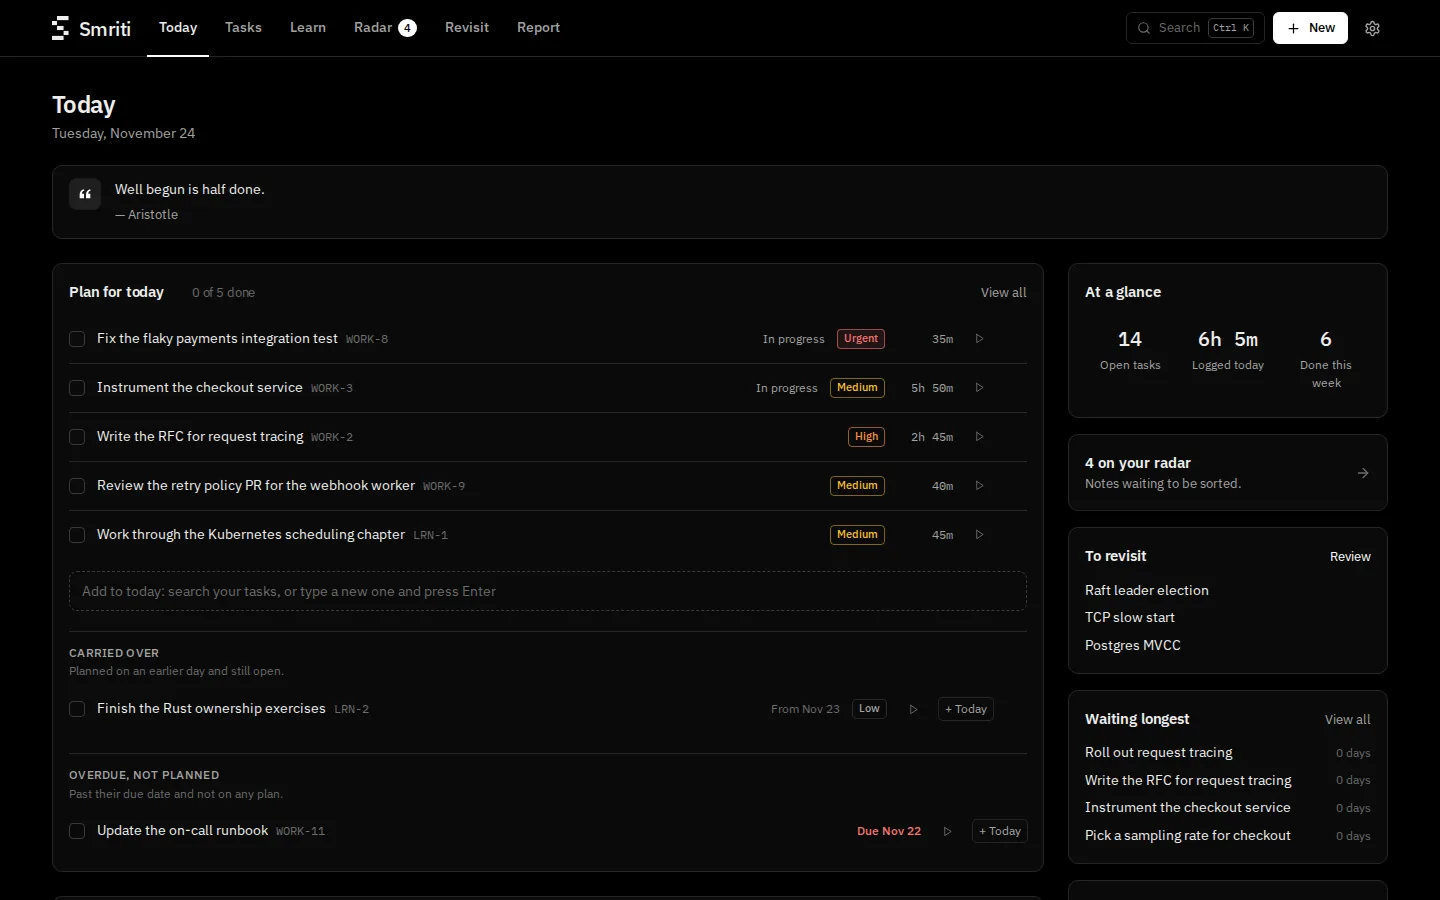 Smriti
Today
Tasks
Learn
Radar 4
Revisit
Report
Search Ctrl K
+ New
Today
Tuesday, November 24
“ Well begun is half done.
— Aristotle
Plan for today 0 of 5 done View all
Fix the flaky payments integration test WORK-8 In progress Urgent 35m
Instrument the checkout service WORK-3 In progress Medium 5h 50m
Write the RFC for request tracing WORK-2 High 2h 45m
Review the retry policy PR for the webhook worker WORK-9 Medium 40m
Work through the Kubernetes scheduling chapter LRN-1 Medium 45m
Add to today: search your tasks, or type a new one and press Enter
CARRIED OVER
Planned on an earlier day and still open.
Finish the Rust ownership exercises LRN-2 From Nov 23 Low + Today
OVERDUE, NOT PLANNED
Past their due date and not on any plan.
Update the on-call runbook WORK-11 Due Nov 22 + Today
At a glance
14 6h 5m 6
Open tasks Logged today Done this
week
4 on your radar
Notes waiting to be sorted.
To revisit Review
Raft leader election
TCP slow start
Postgres MVCC
Waiting longest View all
Roll out request tracing 0 days
Write the RFC for request tracing 0 days
Instrument the checkout service 0 days
Pick a sampling rate for checkout 0 days